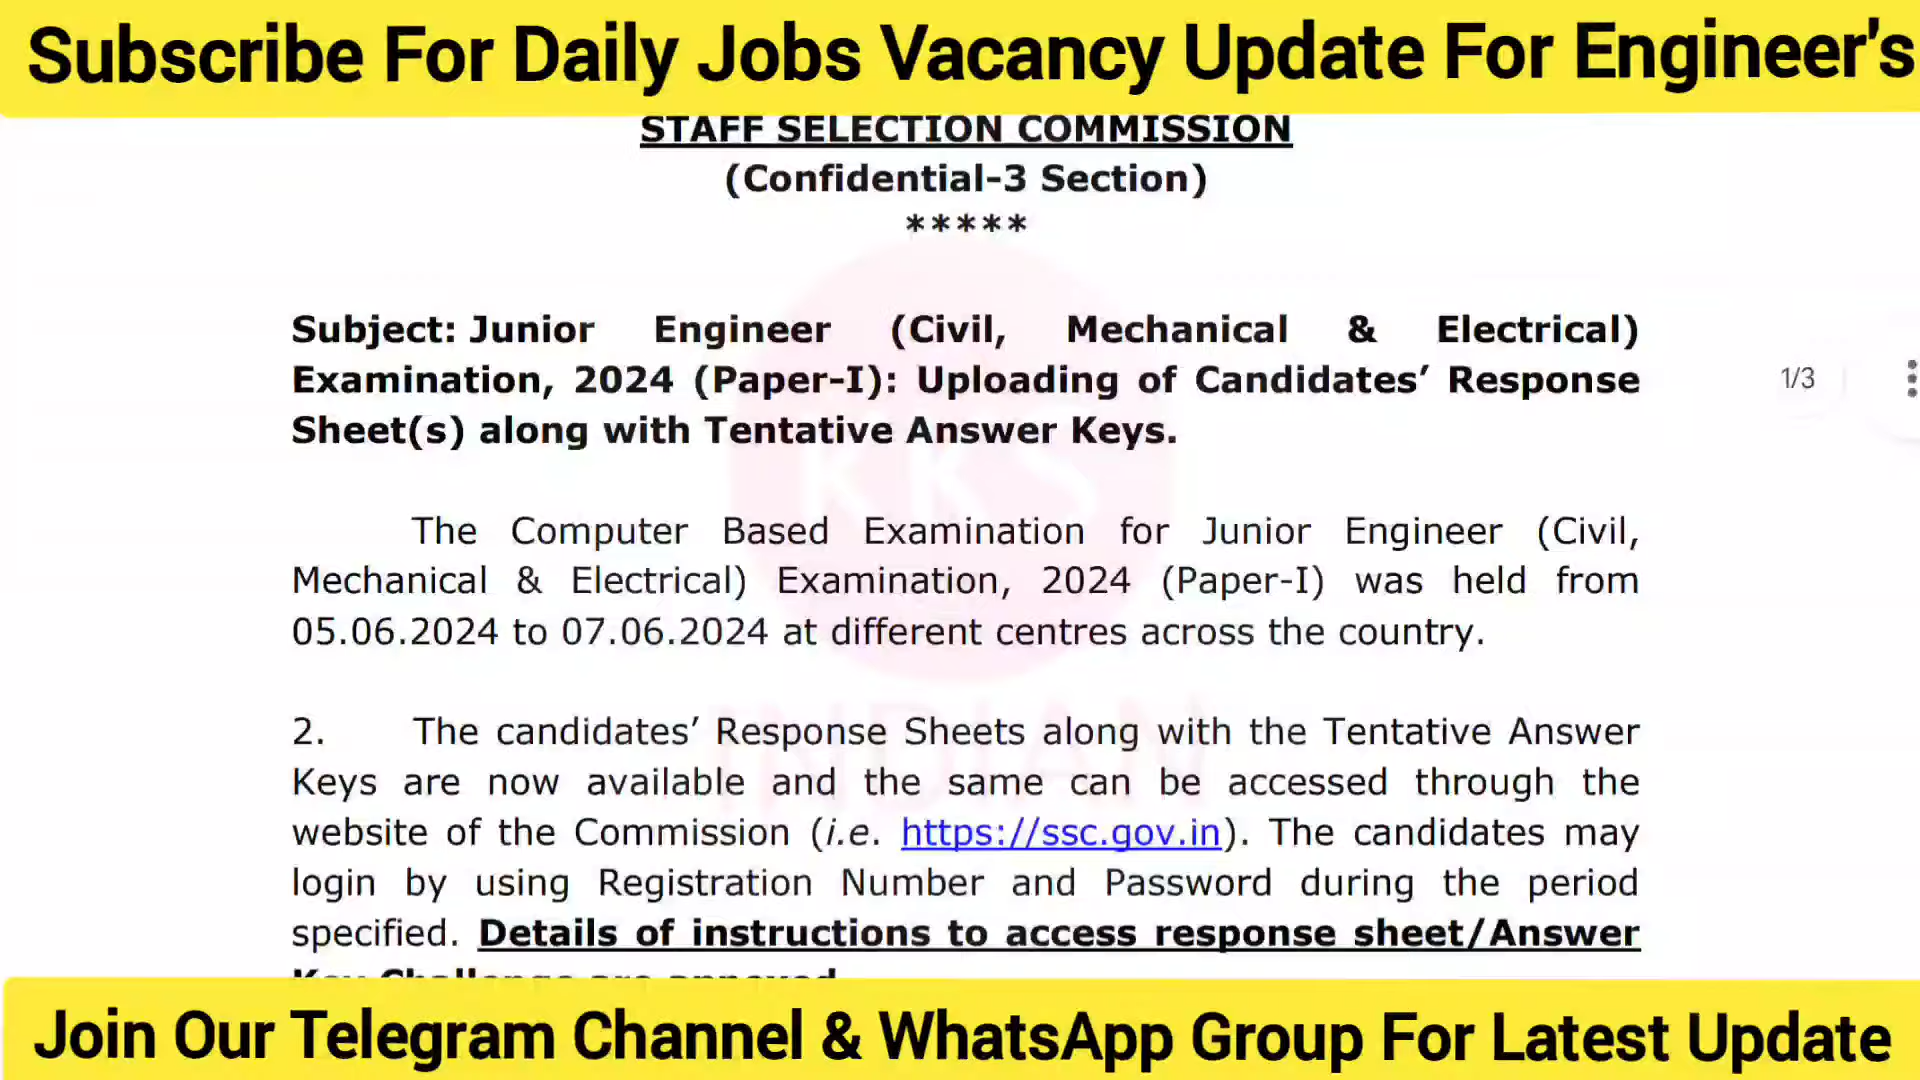 Subscribe For Daily Jobs Vacancy Update For Engineer's
STAFF SELECTION COMMISSION
(Confidential-3 Section)
*****
Subject: Junior Engineer (Civil, Mechanical & Electrical)
Examination, 2024 (Paper-I): Uploading of Candidates’ Response
Sheet(s) along with Tentative Answer Keys.
1/3
KKS
The Computer Based Examination for Junior Engineer (Civil,
Mechanical & Electrical) Examination, 2024 (Paper-I) was held from
05.06.2024 to 07.06.2024 at different centres across the country.
INDIAN
2. The candidates’ Response Sheets along with the Tentative Answer
Keys are now available and the same can be accessed through the
website of the Commission (i.e. https://ssc.gov.in). The candidates may
login by using Registration Number and Password during the period
specified. Details of instructions to access response sheet/Answer
Key Challenge are annexed.
Join Our Telegram Channel & WhatsApp Group For Latest Update